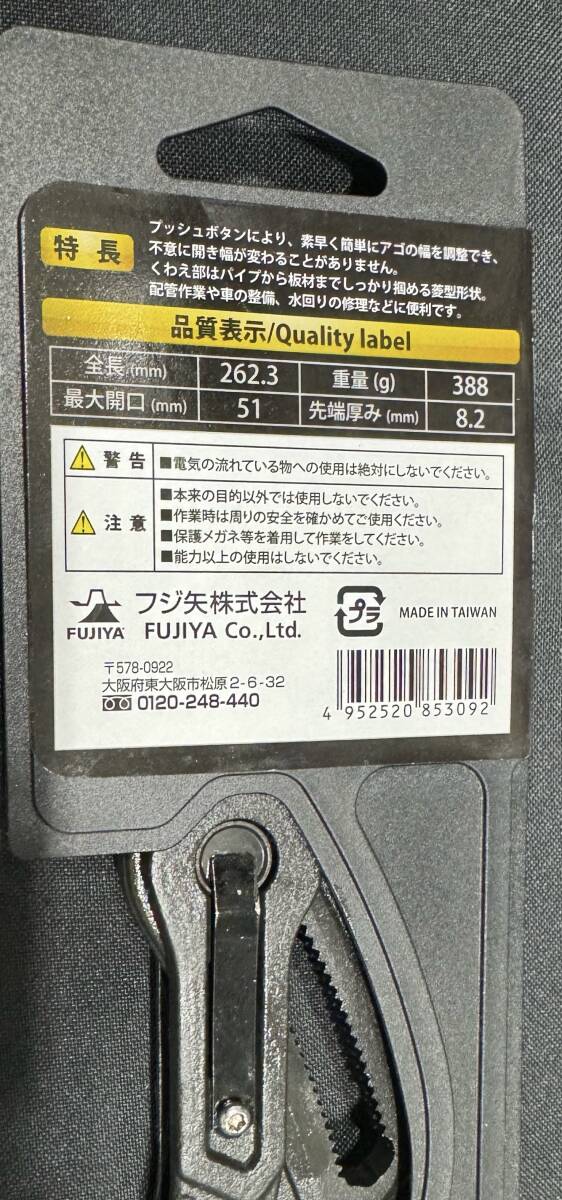 特長
プッシュボタンにより、素早く簡単にアゴの幅を調整でき、
不意に開き幅が変わることがありません。
くわえ部はパイプから板材までしっかり掴める菱型形状。
配管作業や車の整備、水回りの修理などに便利です。
品質表示/Quality label
全長(mm) 262.3 重量(g) 388
最大開口(mm) 51 先端厚み(mm) 8.2
警告 ■電気の流れている物への使用は絶対にしないでください。
注意 ■本来の目的以外では使用しないでください。
■作業時は周りの安全を確かめてご使用ください。
■保護メガネ等を着用して作業をしてください。
■能力以上の使用はしないでください。
FUJIYA
フジ矢株式会社
FUJIYA Co.,Ltd.
プラ
MADE IN TAIWAN
〒578-0922
大阪府東大阪市松原2-6-32
0120-248-440
4 952520 853092